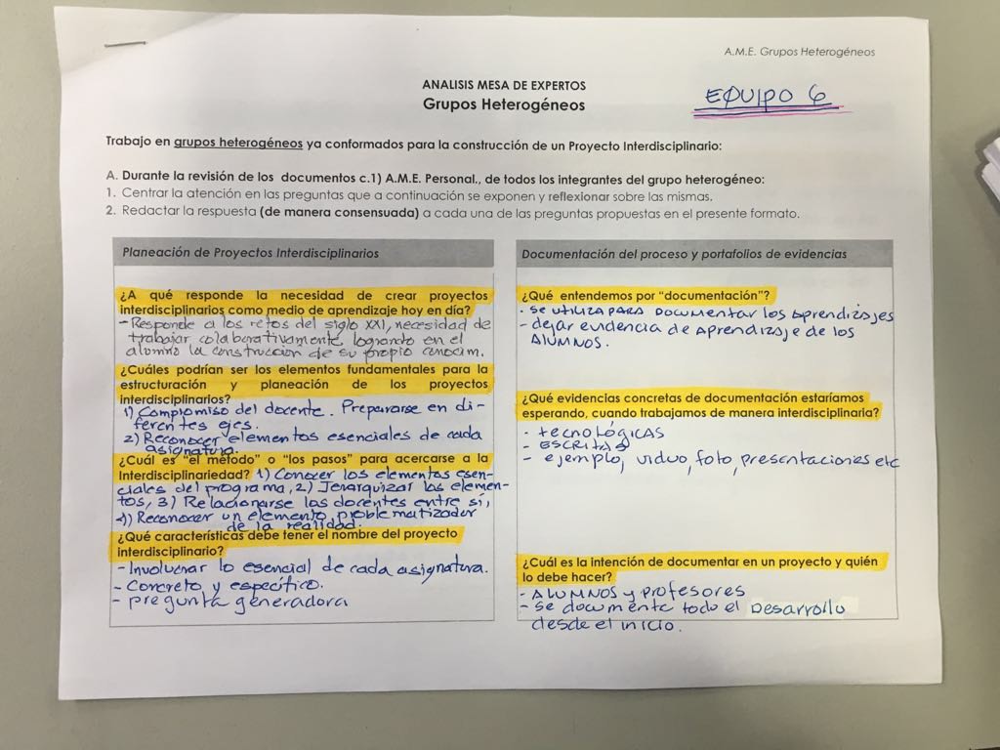 A.M.E. Grupos Heterogéneos
ANALISIS MESA DE EXPERTOS
Grupos Heterogéneos
EQUIPO 6
Trabajo en grupos heterogéneos ya conformados para la construcción de un Proyecto Interdisciplinario:
A. Durante la revisión de los documentos c.1) A.M.E. Personal., de todos los integrantes del grupo heterogéneo:
1. Centrar la atención en las preguntas que a continuación se exponen y reflexionar sobre las mismas.
2. Redactar la respuesta (de manera consensuada) a cada una de las preguntas propuestas en el presente formato.
Planeación de Proyectos Interdisciplinarios
¿A qué responde la necesidad de crear proyectos
interdisciplinarios como medio de aprendizaje hoy en día?
- Responde a los retos del siglo XXI, necesidad de
trabajar colaborativamente logrando en el
alumno la construcción de su propio conocim.
¿Cuáles podrían ser los elementos fundamentales para la
estructuración y planeación de los proyectos
interdisciplinarios?
1) Compromiso del docente. Prepararse en di-
ferentes ejes.
2) Reconocer elementos esenciales de cada
asignatura.
¿Cuál es "el método" o "los pasos" para acercarse a la
Interdisciplinariedad? 1) Conocer los elementos esen-
ciales del programa, 2) Jerarquizar los elemen-
tos, 3) Relacionarse los docentes entre sí,
4) Reconocer un elemento problematizador
de la realidad.
¿Qué características debe tener el nombre del proyecto
interdisciplinario?
- Involucrar lo esencial de cada asignatura.
- Concreto y específico.
- pregunta generadora
Documentación del proceso y portafolios de evidencias
¿Qué entendemos por "documentación"?
- se utiliza para documentar los aprendizajes
- dejar evidencia de aprendizaje de los
alumnos.
¿Qué evidencias concretas de documentación estaríamos
esperando, cuando trabajamos de manera interdisciplinaria?
- tecnológicas
- ESCRITAS
- ejemplo, video, foto, presentaciones etc
¿Cuál es la intención de documentar en un proyecto y quién
lo debe hacer?
- ALUMNOS y profesores
- se documenta todo el Desarrollo
desde el inicio.